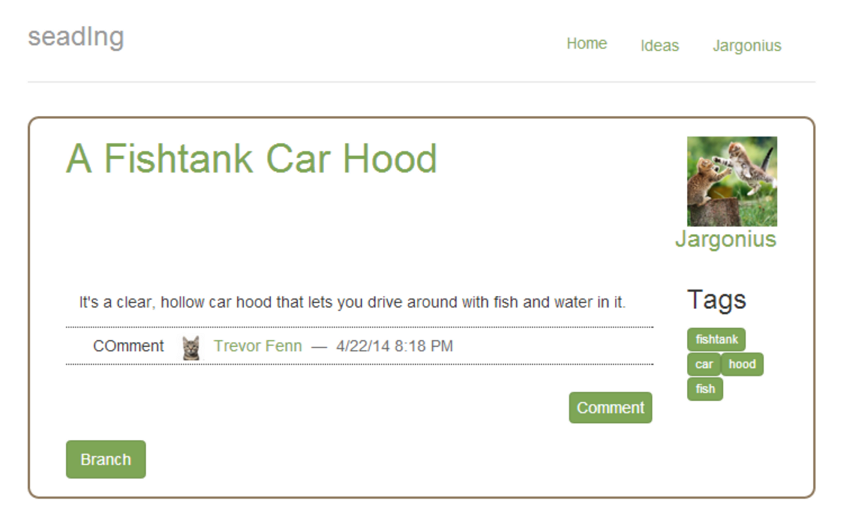 seadIng
Home Ideas Jargonius
A Fishtank Car Hood
Jargonius
It's a clear, hollow car hood that lets you drive around with fish and water in it.
Tags
fishtank
car hood
fish
COmment Trevor Fenn — 4/22/14 8:18 PM
Comment
Branch